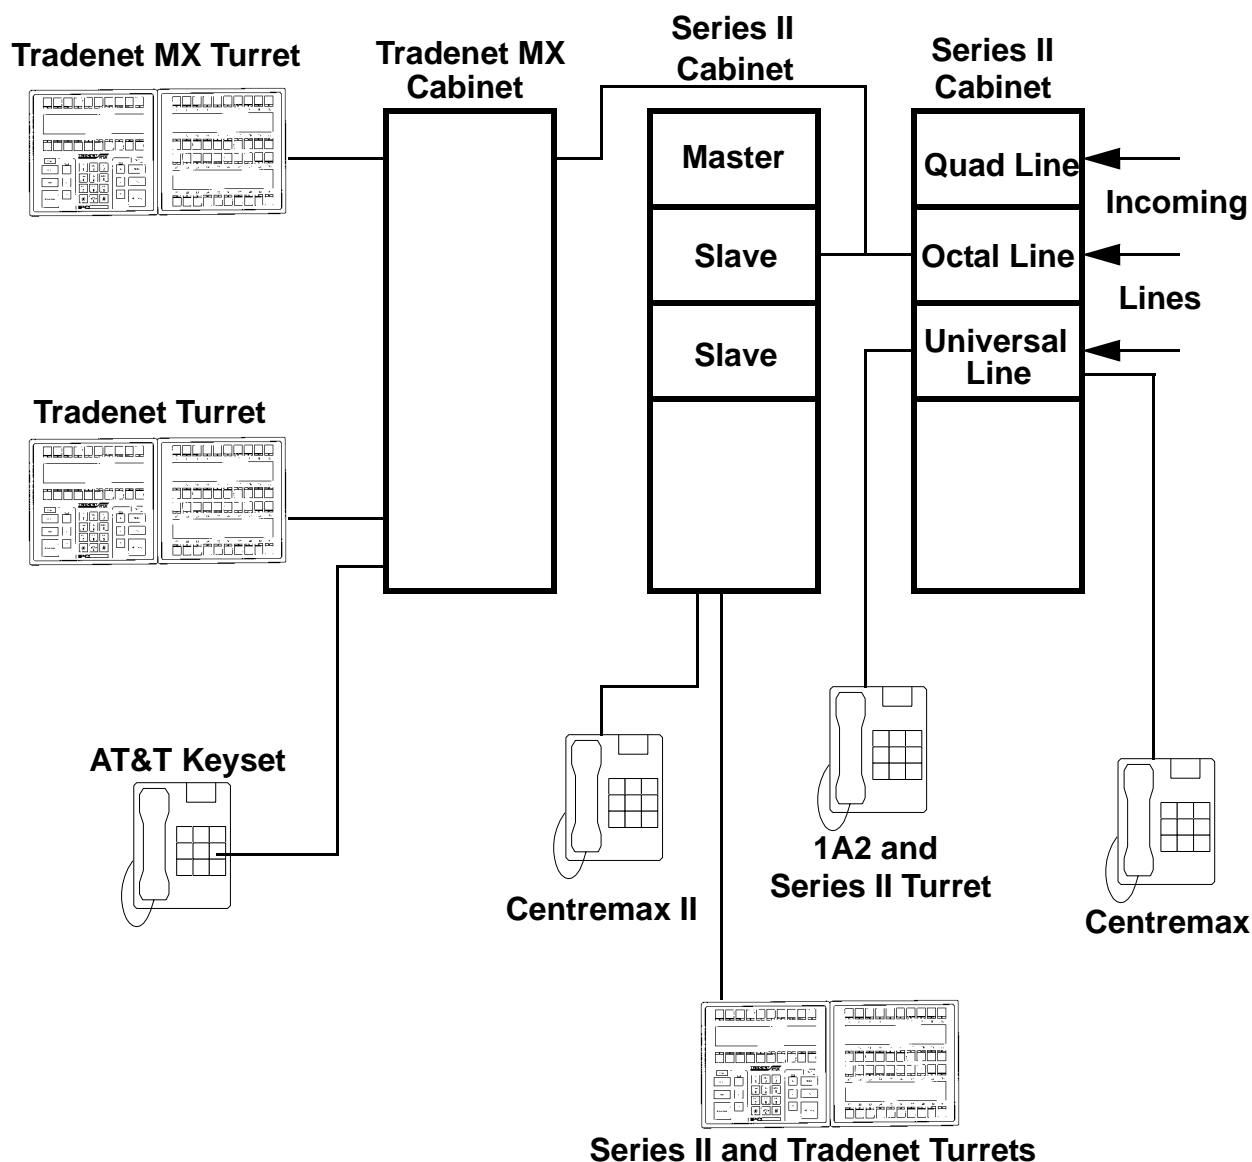 Tradenet MX Turret
Tradenet MX
Cabinet
Series II
Cabinet
Series II
Cabinet
Master
Quad Line
Incoming
Slave
Octal Line
Lines
Slave
Universal
Line
Tradenet Turret
AT&T Keyset
Centremax II
1A2 and
Series II Turret
Centremax
Series II and Tradenet Turrets